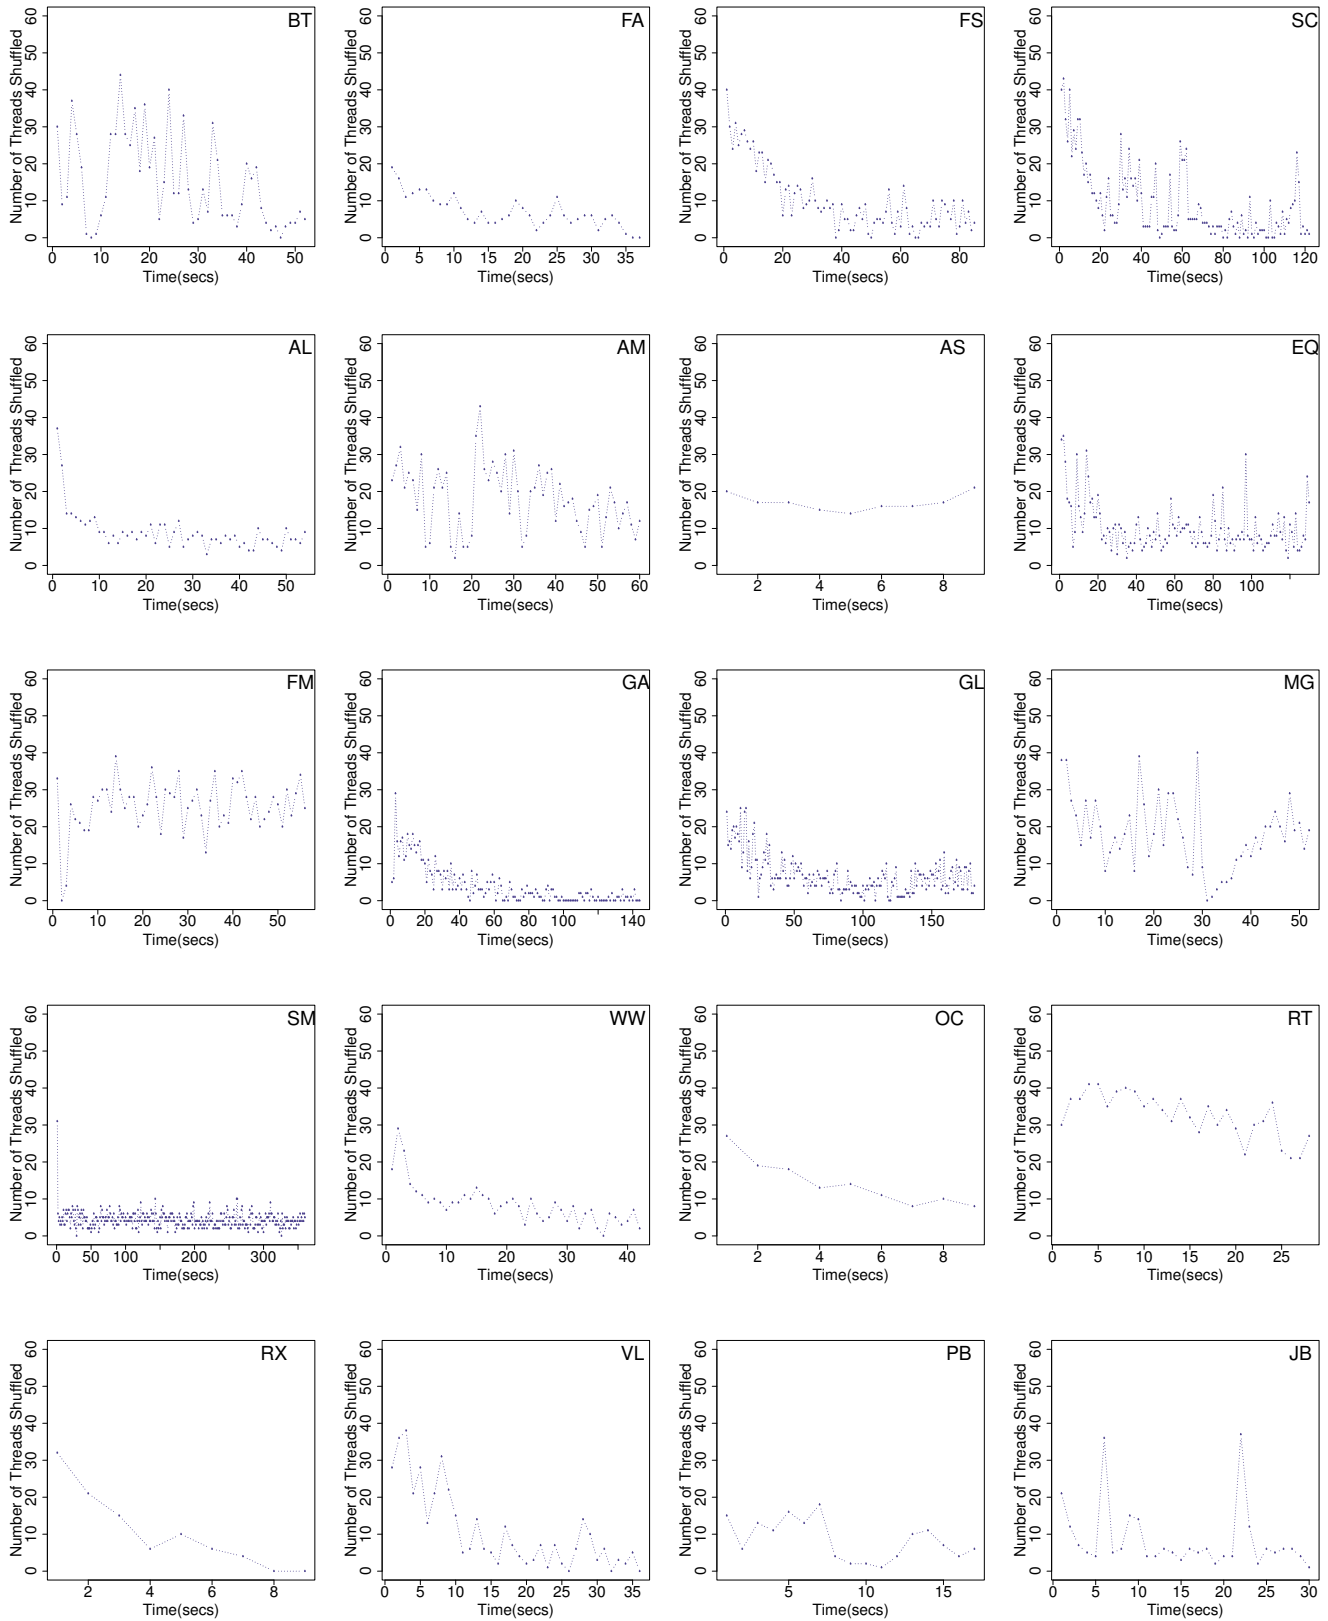 BT
Number of Threads Shuffled
0 10 20 30 40 50 60
0 10 20 30 40 50
Time(secs)
FA
Number of Threads Shuffled
0 10 20 30 40 50 60
0 5 10 15 20 25 30 35
Time(secs)
FS
Number of Threads Shuffled
0 10 20 30 40 50 60
0 20 40 60 80
Time(secs)
SC
Number of Threads Shuffled
0 10 20 30 40 50 60
0 20 40 60 80 100 120
Time(secs)
AL
Number of Threads Shuffled
0 10 20 30 40 50 60
0 10 20 30 40 50
Time(secs)
AM
Number of Threads Shuffled
0 10 20 30 40 50 60
0 10 20 30 40 50 60
Time(secs)
AS
Number of Threads Shuffled
0 10 20 30 40 50 60
2 4 6 8
Time(secs)
EQ
Number of Threads Shuffled
0 10 20 30 40 50 60
0 20 40 60 80 100
Time(secs)
FM
Number of Threads Shuffled
0 10 20 30 40 50 60
0 10 20 30 40 50
Time(secs)
GA
Number of Threads Shuffled
0 10 20 30 40 50 60
0 20 40 60 80 100 140
Time(secs)
GL
Number of Threads Shuffled
0 10 20 30 40 50 60
0 50 100 150
Time(secs)
MG
Number of Threads Shuffled
0 10 20 30 40 50 60
0 10 20 30 40 50
Time(secs)
SM
Number of Threads Shuffled
0 10 20 30 40 50 60
0 50 100 200 300
Time(secs)
WW
Number of Threads Shuffled
0 10 20 30 40 50 60
0 10 20 30 40
Time(secs)
OC
Number of Threads Shuffled
0 10 20 30 40 50 60
2 4 6 8
Time(secs)
RT
Number of Threads Shuffled
0 10 20 30 40 50 60
0 5 10 15 20 25
Time(secs)
RX
Number of Threads Shuffled
0 10 20 30 40 50 60
2 4 6 8
Time(secs)
VL
Number of Threads Shuffled
0 10 20 30 40 50 60
0 5 10 15 20 25 30 35
Time(secs)
PB
Number of Threads Shuffled
0 10 20 30 40 50 60
5 10 15
Time(secs)
JB
Number of Threads Shuffled
0 10 20 30 40 50 60
0 5 10 15 20 25 30
Time(secs)